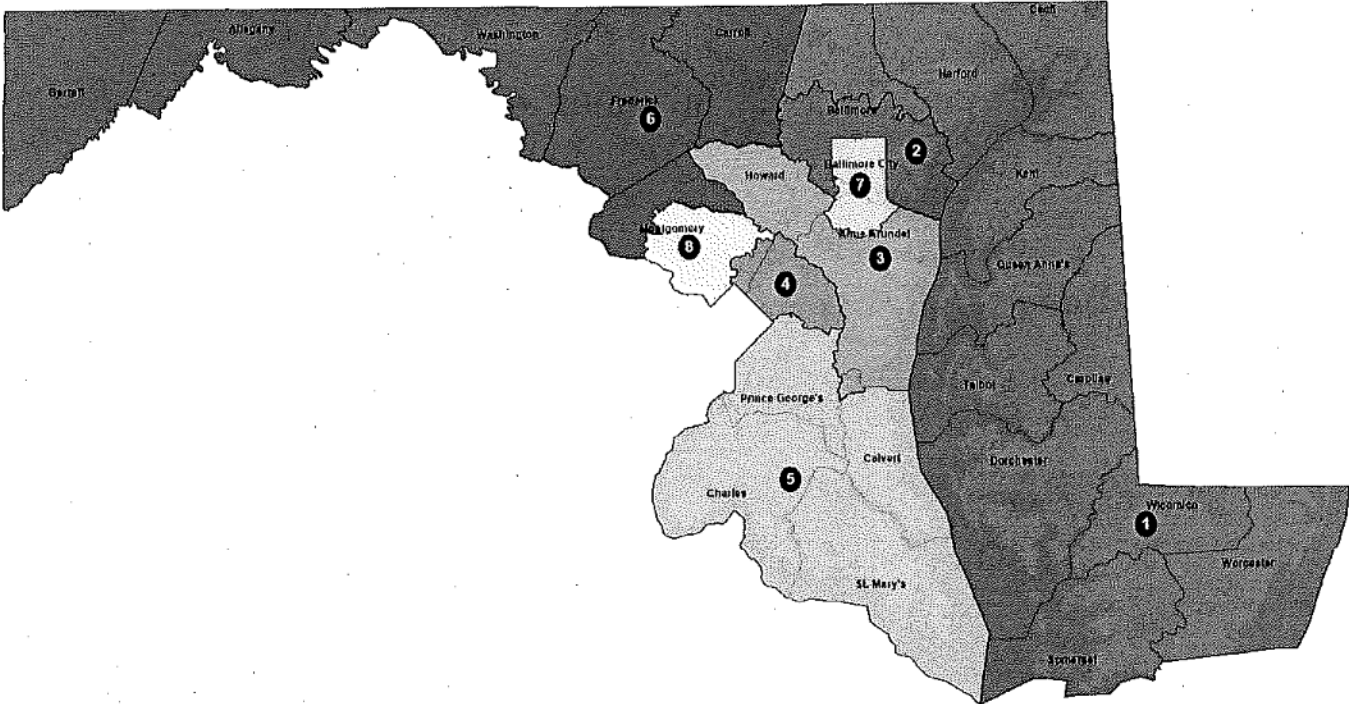 Cecil
Allegany
Washington
Carroll
Harford
Garrett
Frederick
6
Baltimore
2
Baltimore City
7
Howard
Kent
Montgomery
8
Anne Arundel
3
Queen Anne's
4
Talbot
Caroline
Prince George's
Calvert
Dorchester
5
Charles
Wicomico
1
Worcester
St. Mary's
Somerset